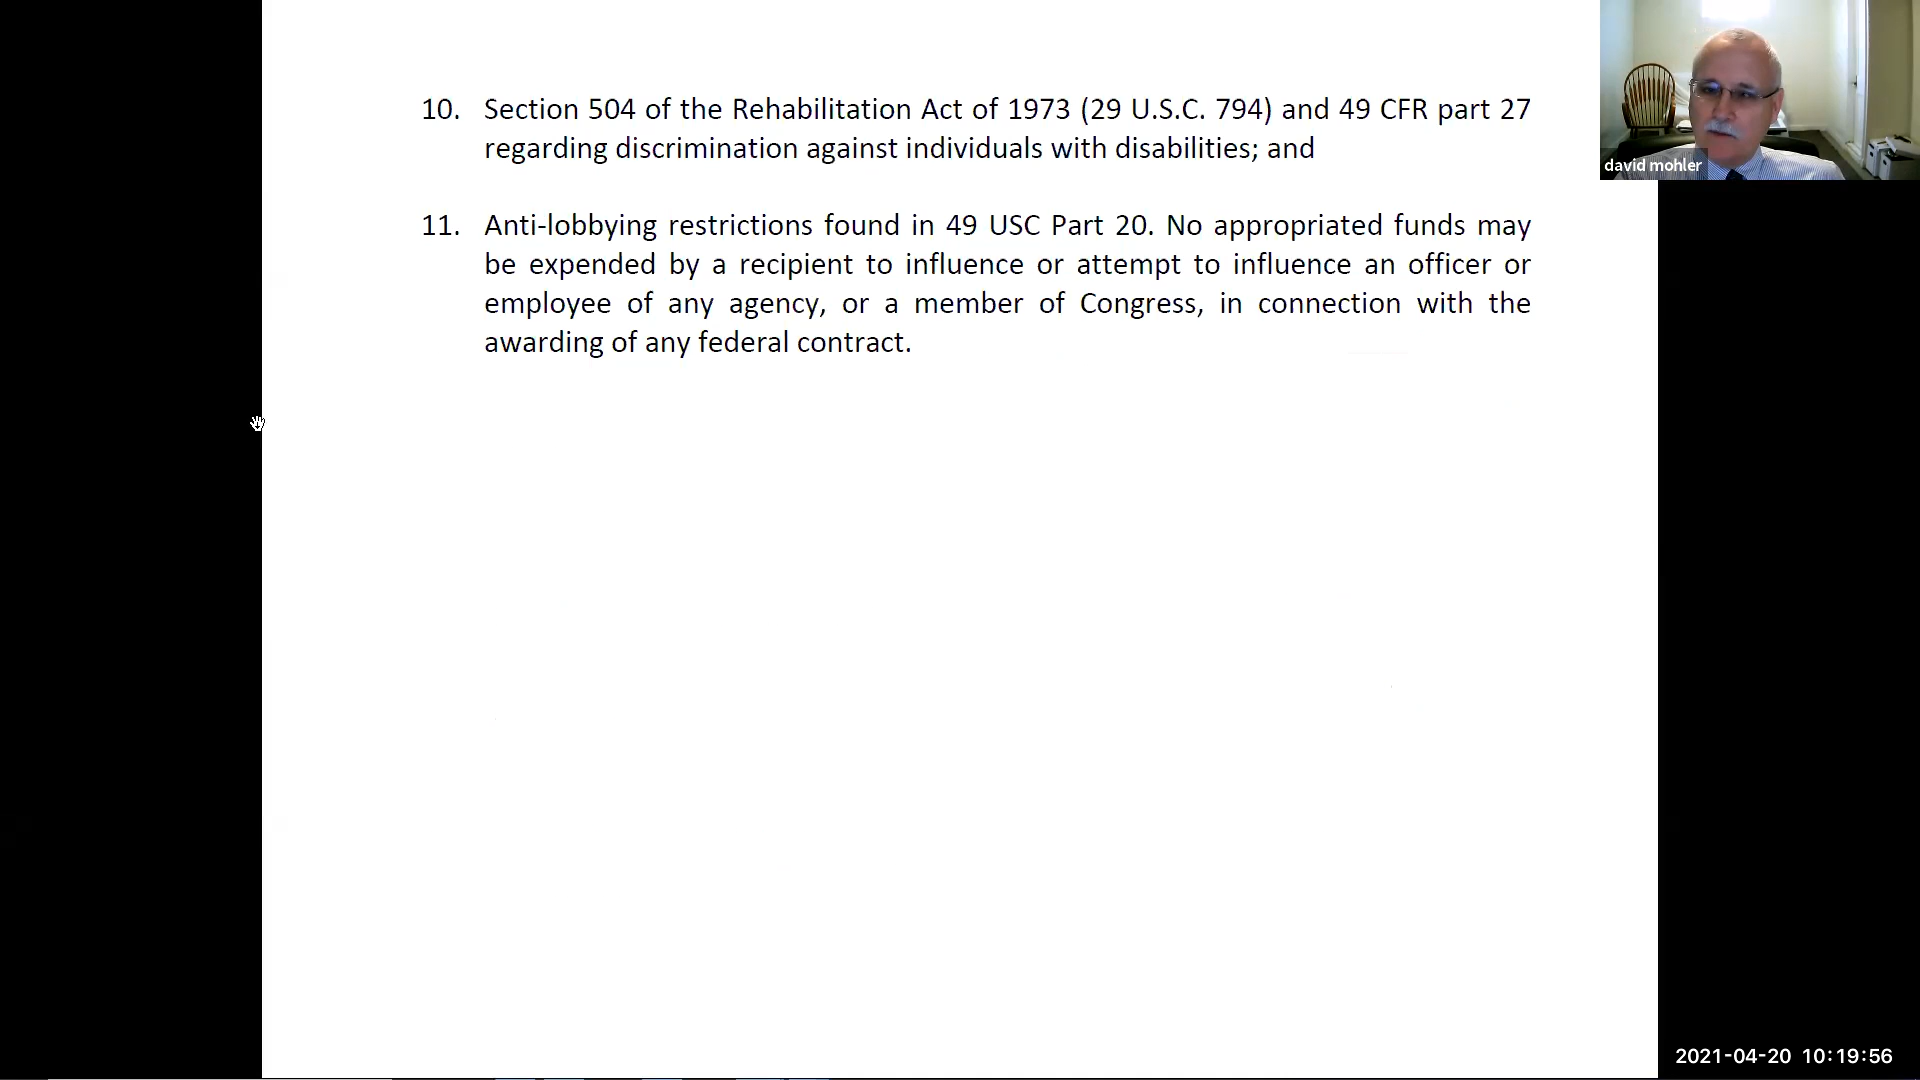 10. Section 504 of the Rehabilitation Act of 1973 (29 U.S.C. 794) and 49 CFR part 27
regarding discrimination against individuals with disabilities; and
11. Anti-lobbying restrictions found in 49 USC Part 20. No appropriated funds may
be expended by a recipient to influence or attempt to influence an officer or
employee of any agency, or a member of Congress, in connection with the
awarding of any federal contract.
david mohler
2021-04-20 10:19:56